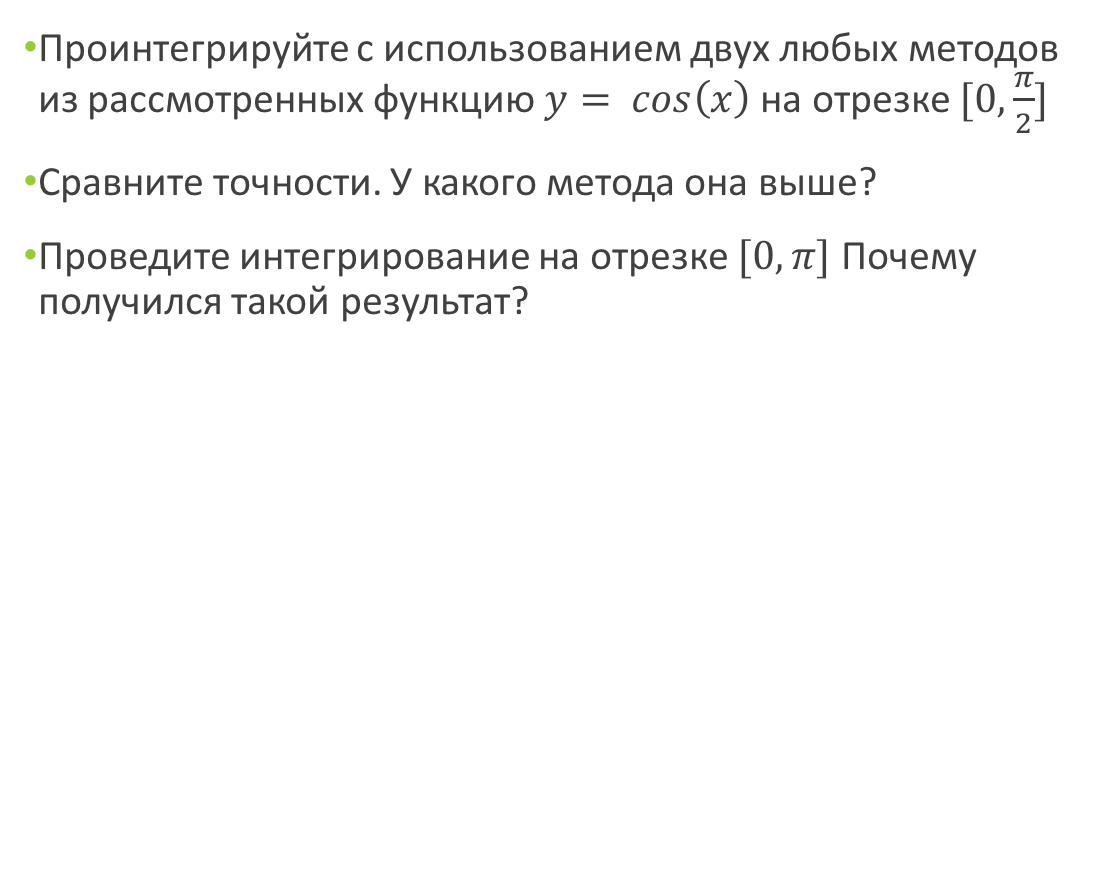 •Проинтегрируйте с использованием двух любых методов
из рассмотренных функцию y = cos(x) на отрезке [0, π/2]
•Сравните точности. У какого метода она выше?
•Проведите интегрирование на отрезке [0, π] Почему
получился такой результат?